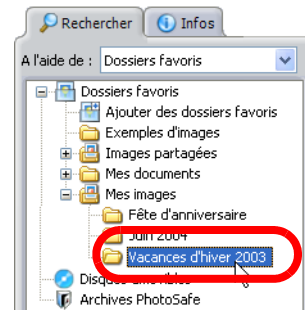 Rechercher Infos
A l'aide de : Dossiers favoris
Dossiers favoris
Ajouter des dossiers favoris
Exemples d'images
Images partagées
Mes documents
Mes images
Fête d'anniversaire
Juin 2004
Vacances d'hiver 2003
Archives PhotoSafe